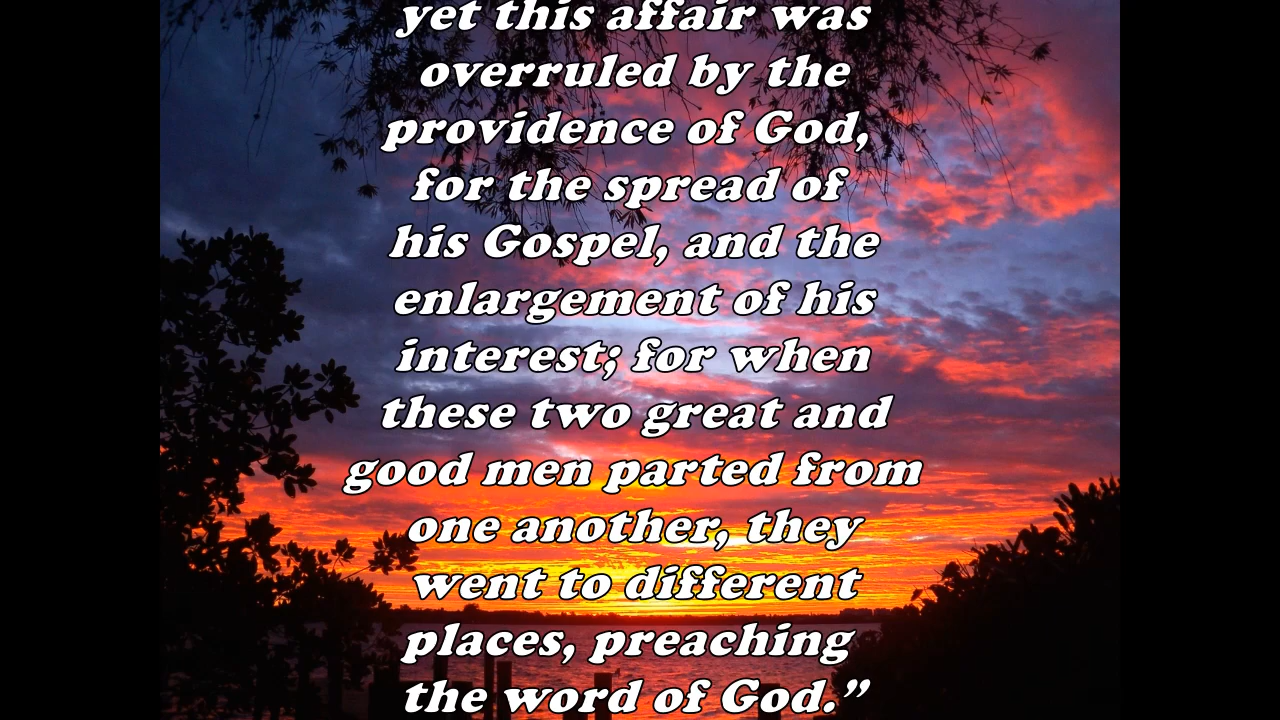 yet this affair was
overruled by the
providence of God,
for the spread of
his Gospel, and the
enlargement of his
interest; for when
these two great and
good men parted from
one another, they
went to different
places, preaching
the word of God.”